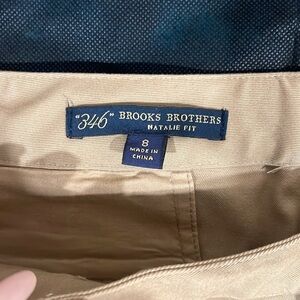 "346" BROOKS BROTHERS
NATALIE FIT
8
MADE IN
CHINA